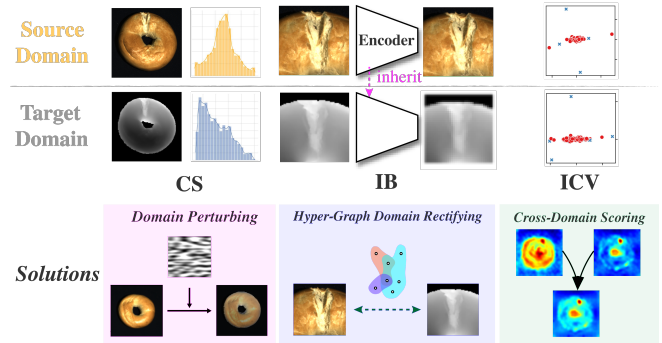 Source
Domain
Encoder
inherit
Target
Domain
CS
IB
ICV
Solutions
Domain Perturbing
Hyper-Graph Domain Rectifying
Cross-Domain Scoring